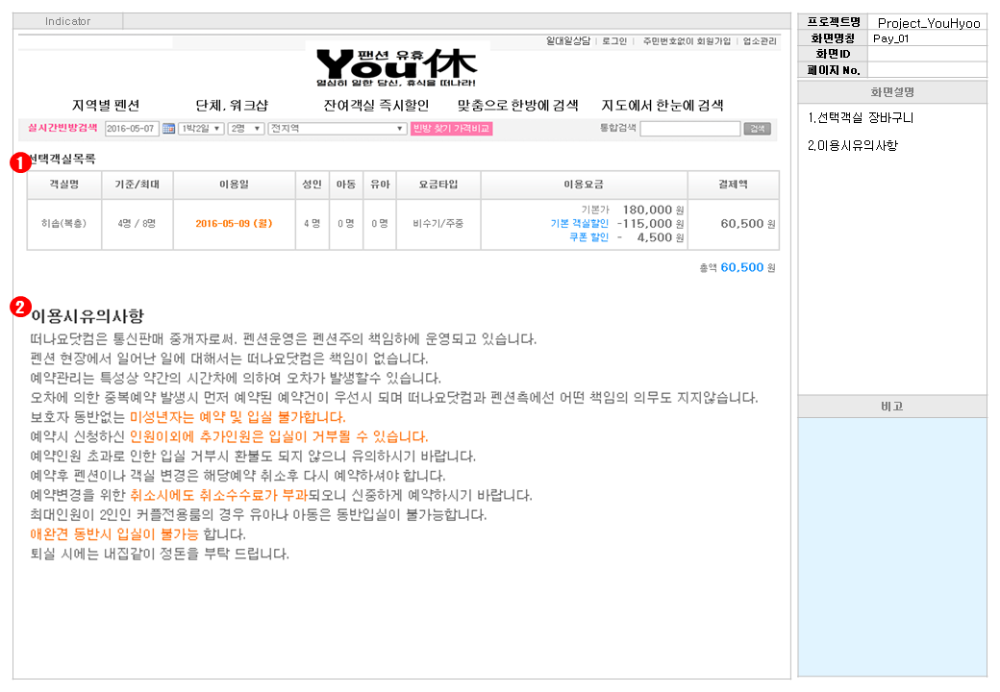 Indicator
프로젝트명 Project_YouHyoo
화면명칭 Pay_01
화면ID
페이지 No.
화면설명
1.선택객실 장바구니
2.이용시유의사항
비고
일대일상담 | 로그인 | 주민번호없이 회원가입 | 업소관리
You休
팬션 유휴
열심히 일한 당신, 휴식을 떠나라!
지역별 펜션 단체, 워크샵 잔여객실 즉시할인 맞춤으로 한방에 검색 지도에서 한눈에 검색
실시간빈방검색 2016-05-07 1박2일 2명 전지역 빈방 찾기 가격비교 통합검색 검색
1
선택객실목록
객실명 기준/최대 이용일 성인 아동 유아 요금타입 이용요금 결제액
히솝(복층) 4명 / 8명 2016-05-09 (월) 4 명 0 명 0 명 비수기/주중
기본가 180,000 원
기본 객실할인 -115,000 원
쿠폰 할인 - 4,500 원
60,500 원
총액 60,500 원
2
이용시유의사항
떠나요닷컴은 통신판매 중개자로써. 펜션운영은 펜션주의 책임하에 운영되고 있습니다.
펜션 현장에서 일어난 일에 대해서는 떠나요닷컴은 책임이 없습니다.
예약관리는 특성상 약간의 시간차에 의하여 오차가 발생할수 있습니다.
오차에 의한 중복예약 발생시 먼저 예약된 예약건이 우선시 되며 떠나요닷컴과 펜션측에선 어떤 책임의 의무도 지지않습니다.
보호자 동반없는 미성년자는 예약 및 입실 불가합니다.
예약시 신청하신 인원이외에 추가인원은 입실이 거부될 수 있습니다.
예약인원 초과로 인한 입실 거부시 환불도 되지 않으니 유의하시기 바랍니다.
예약후 펜션이나 객실 변경은 해당예약 취소후 다시 예약하셔야 합니다.
예약변경을 위한 취소시에도 취소수수료가 부과되오니 신중하게 예약하시기 바랍니다.
최대인원이 2인인 커플전용룸의 경우 유아나 아동은 동반입실이 불가능합니다.
애완견 동반시 입실이 불가능 합니다.
퇴실 시에는 내집같이 정돈을 부탁 드립니다.